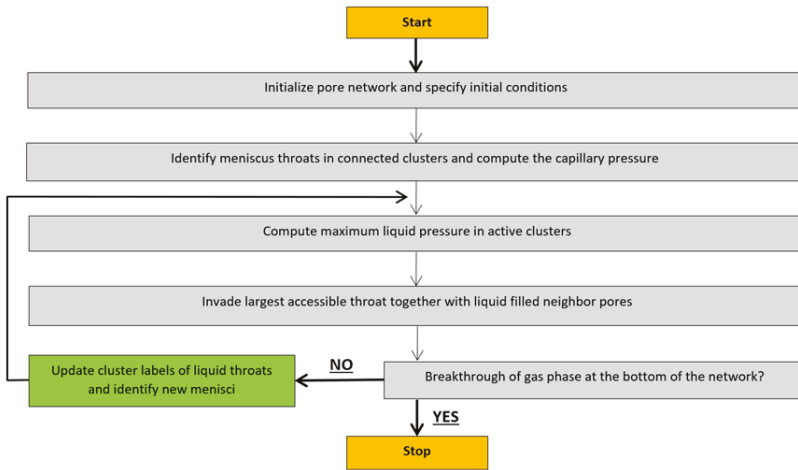 Start
Initialize pore network and specify initial conditions
Identify meniscus throats in connected clusters and compute the capillary pressure
Compute maximum liquid pressure in active clusters
Invade largest accessible throat together with liquid filled neighbor pores
Update cluster labels of liquid throats
and identify new menisci
NO
Breakthrough of gas phase at the bottom of the network?
YES
Stop